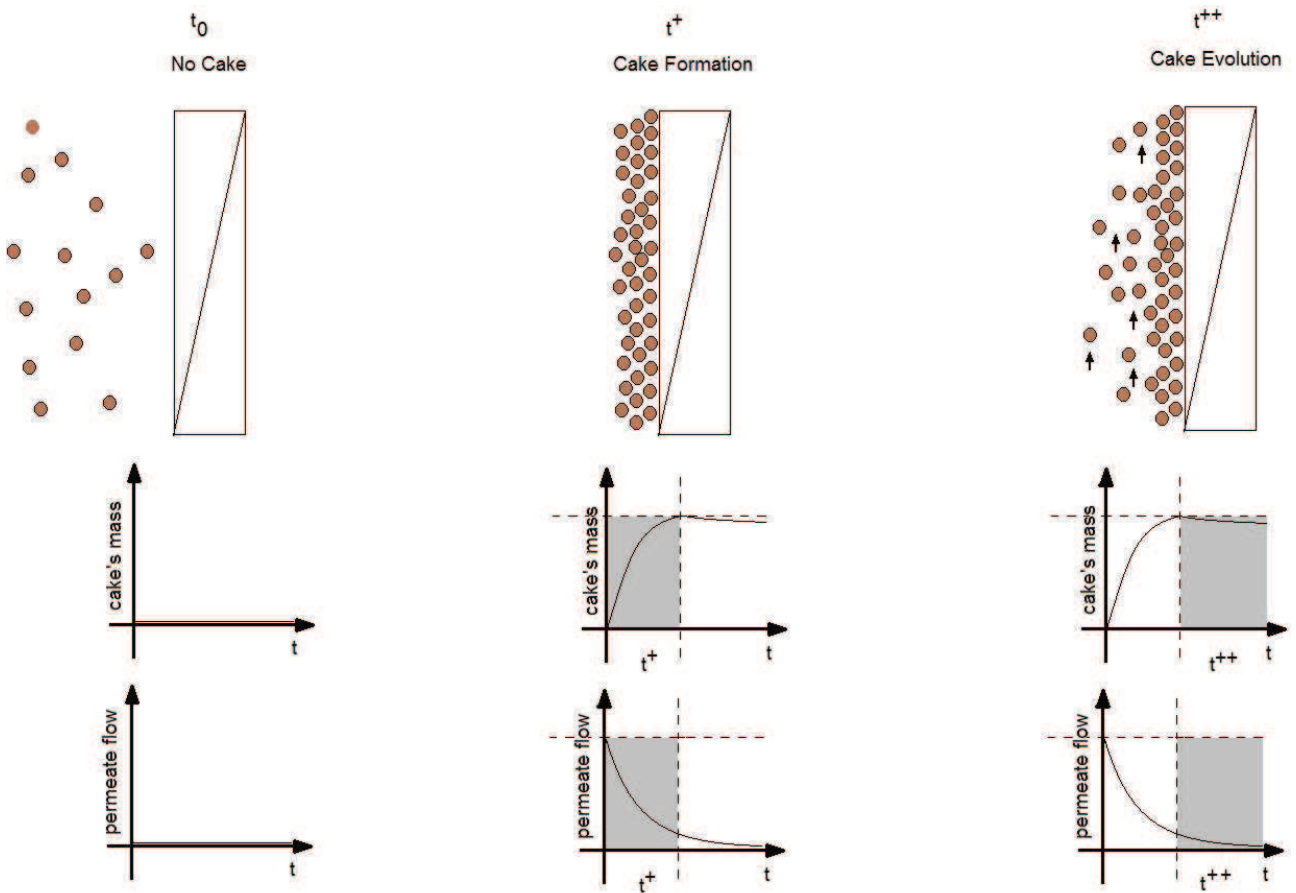 t0
No Cake
t+
Cake Formation
t++
Cake Evolution
cake's mass
t
cake's mass
t+
t
cake's mass
t++
t
permeate flow
t
permeate flow
t+
t
permeate flow
t++
t